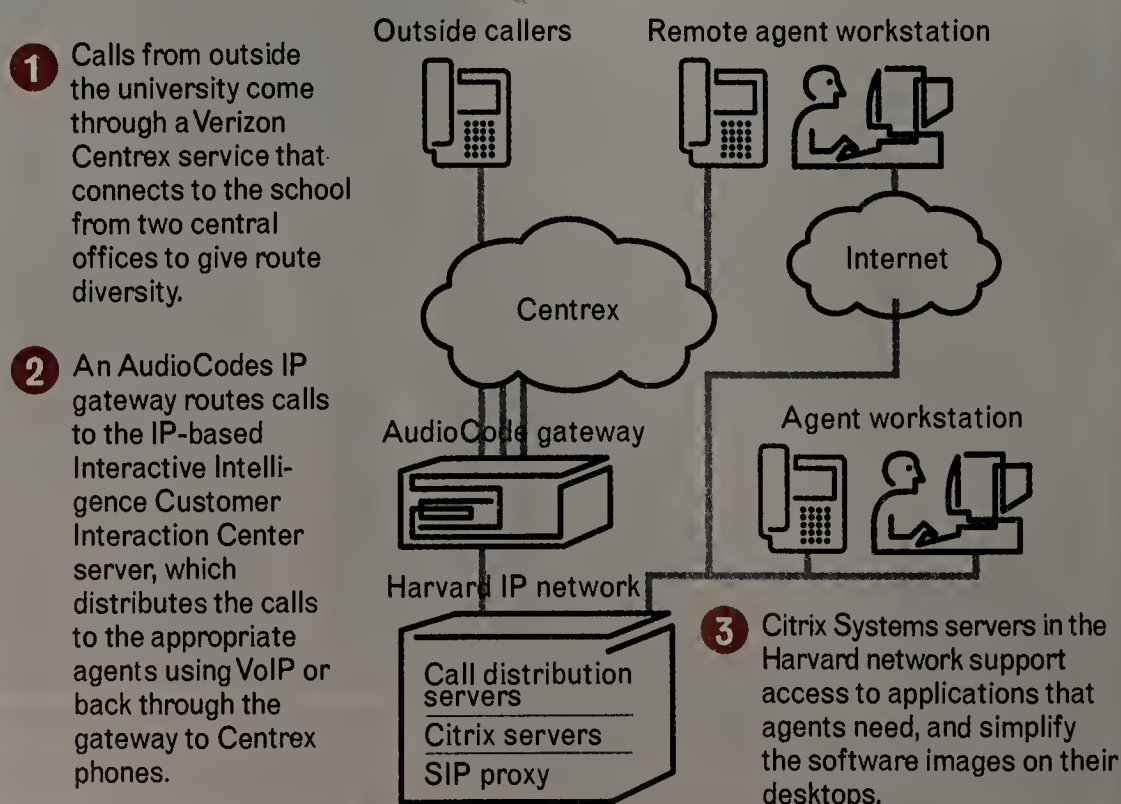 1
Calls from outside
the university come
through a Verizon
Centrex service that
connects to the school
from two central
offices to give route
diversity.
2
An AudioCodes IP
gateway routes calls
to the IP-based
Interactive Intelli-
gence Customer
Interaction Center
server, which
distributes the calls
to the appropriate
agents using VoIP or
back through the
gateway to Centrex
phones.
Outside callers
Remote agent workstation
Centrex
Internet
AudioCode gateway
Agent workstation
Harvard IP network
Call distribution
servers
Citrix servers
SIP proxy
3
Citrix Systems servers in the
Harvard network support
access to applications that
agents need, and simplify
the software images on their
desktops.